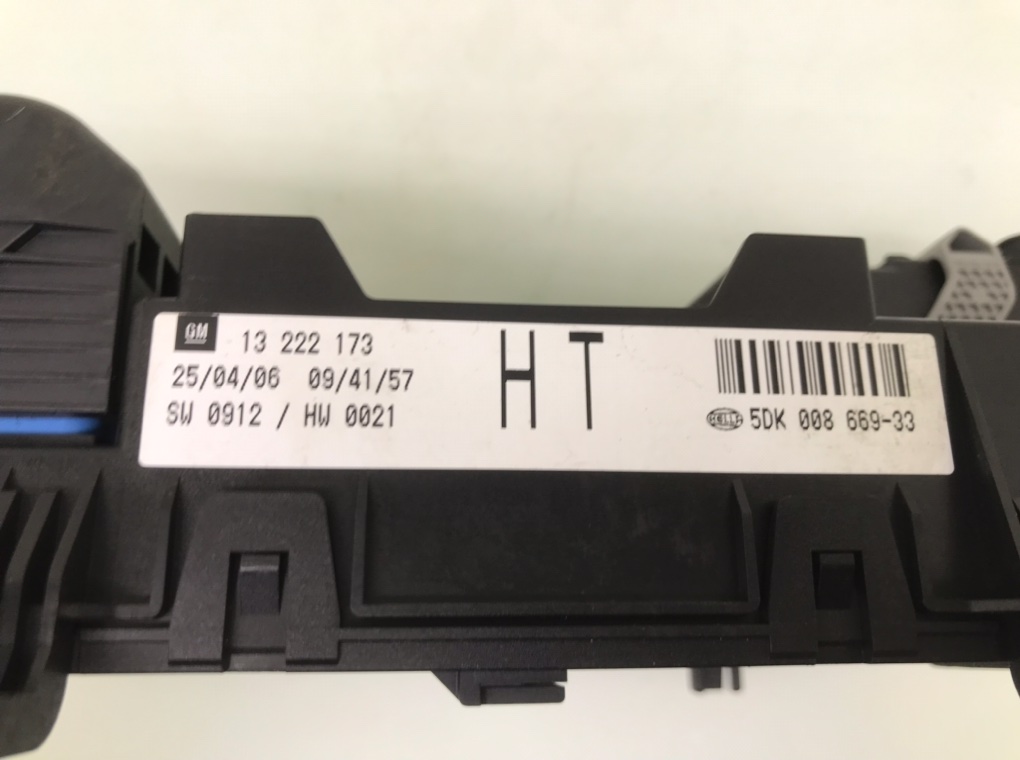 GM 13 222 173
25/04/06 09/41/57
SW 0912 / HW 0021
HT
HELLA 5DK 008 669-33